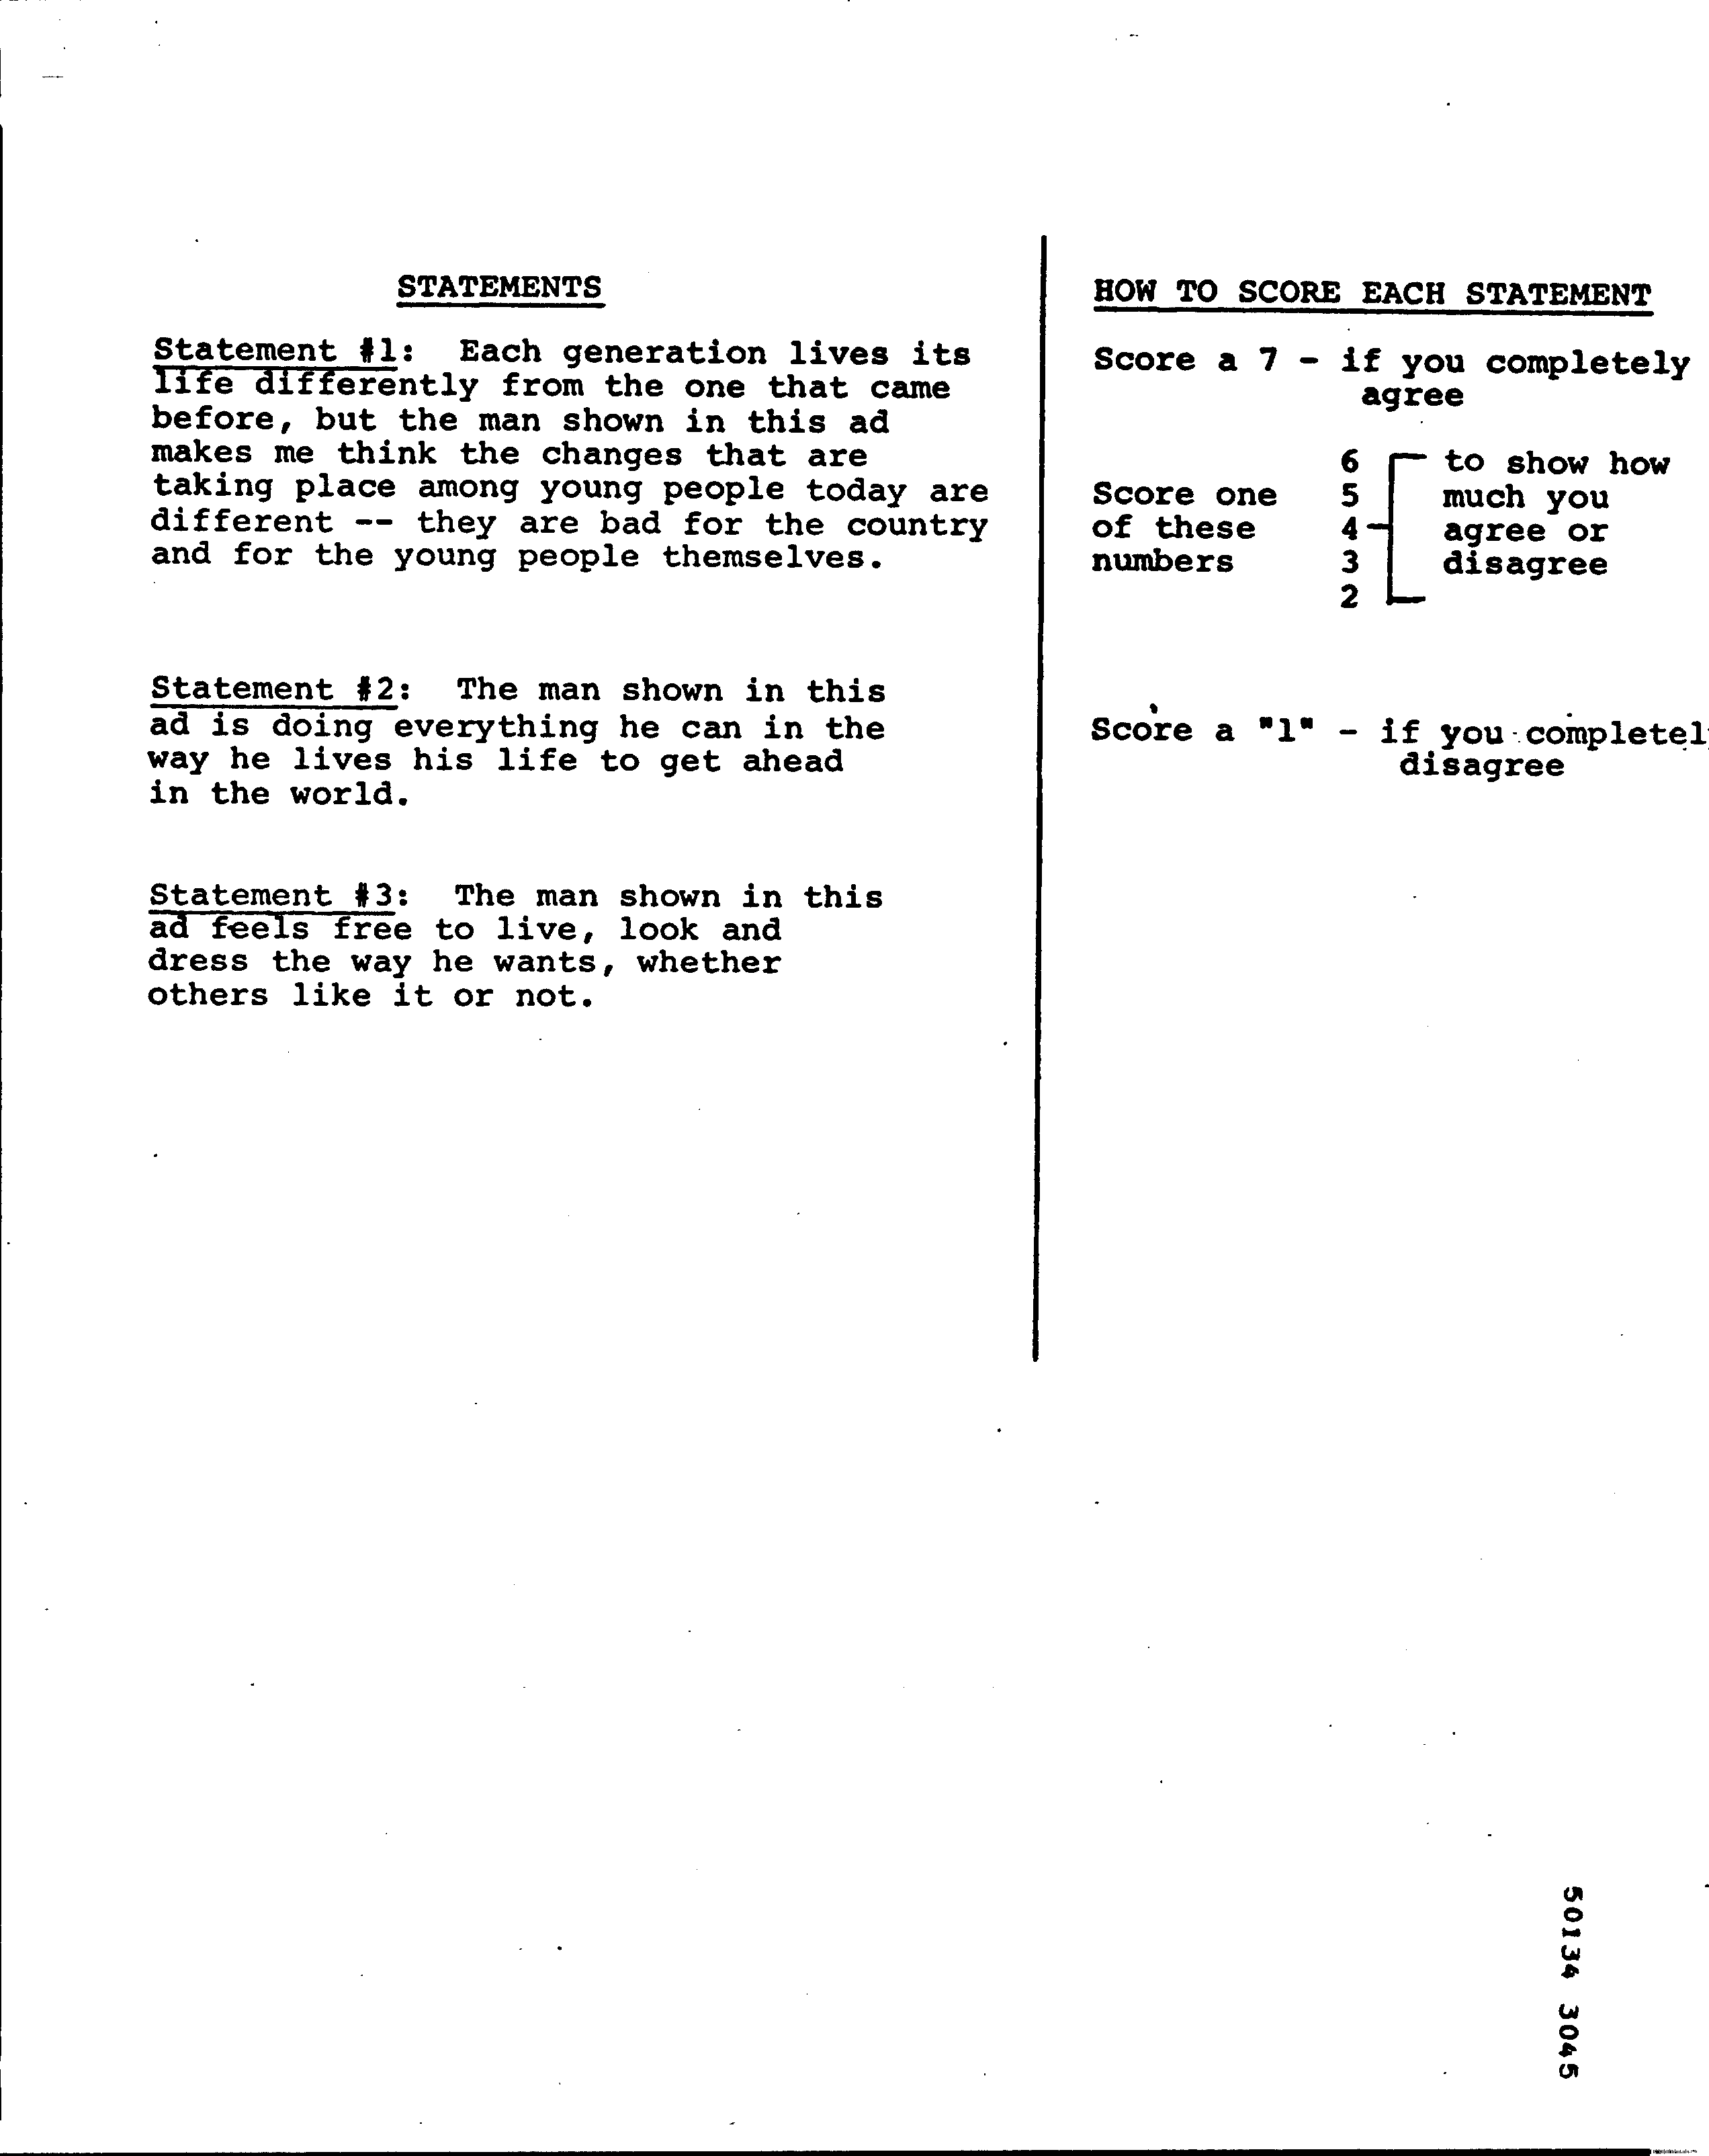 STATEMENTS
Statement #1: Each generation lives its
life differently from the one that came
before, but the man shown in this ad
makes me think the changes that are
taking place among young people today are
different -- they are bad for the country
and for the young people themselves.
Statement #2: The man shown in this
ad is doing everything he can in the
way he lives his life to get ahead
in the world.
Statement #3: The man shown in this
ad feels free to live, look and
dress the way he wants, whether
others like it or not.
HOW TO SCORE EACH STATEMENT
Score a 7 - if you completely
agree
6 to show how
Score one 5 much you
of these 4 agree or
numbers 3 disagree
2
Score a "1" - if you completel
disagree
50134 3045